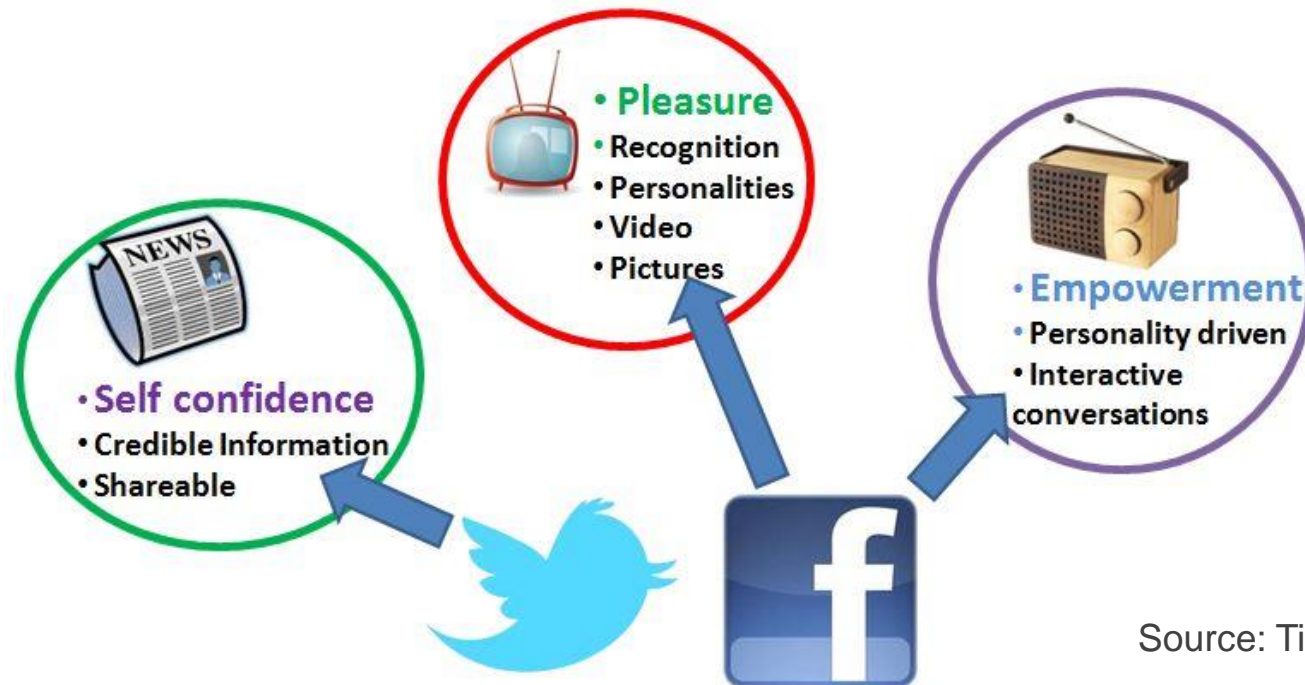 NEWS
• Self confidence
• Credible Information
• Shareable
• Pleasure
• Recognition
• Personalities
• Video
• Pictures
• Empowerment
• Personality driven
• Interactive
conversations
f
Source: Ti